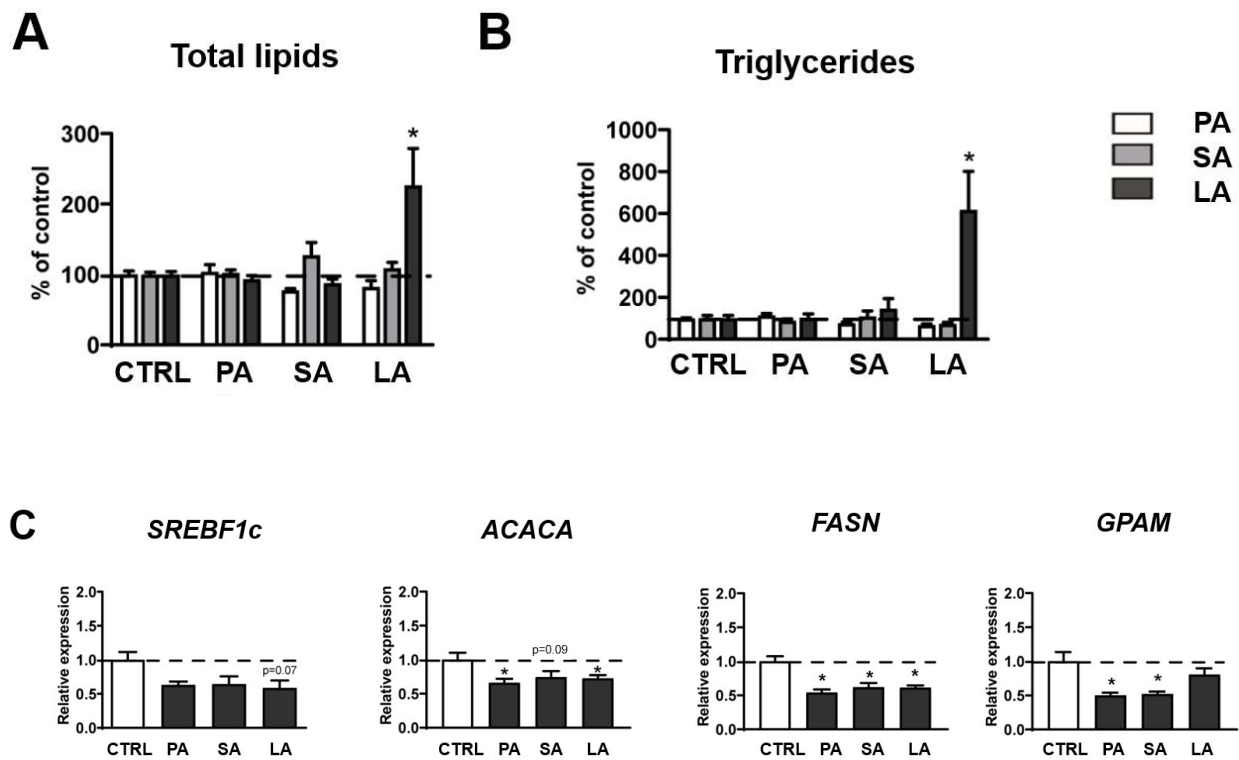 A
Total lipids
% of control
300
200
100
0
CTRL PA SA LA
*
B
Triglycerides
% of control
1000
800
600
400
200
0
CTRL PA SA LA
*
PA
SA
LA
C
SREBF1c
Relative expression
2.0
1.5
1.0
0.5
0.0
p=0.07
CTRL PA SA LA
ACACA
Relative expression
2.0
1.5
1.0
0.5
0.0
p=0.09
* *
CTRL PA SA LA
FASN
Relative expression
2.0
1.5
1.0
0.5
0.0
* * *
CTRL PA SA LA
GPAM
Relative expression
2.0
1.5
1.0
0.5
0.0
* *
CTRL PA SA LA